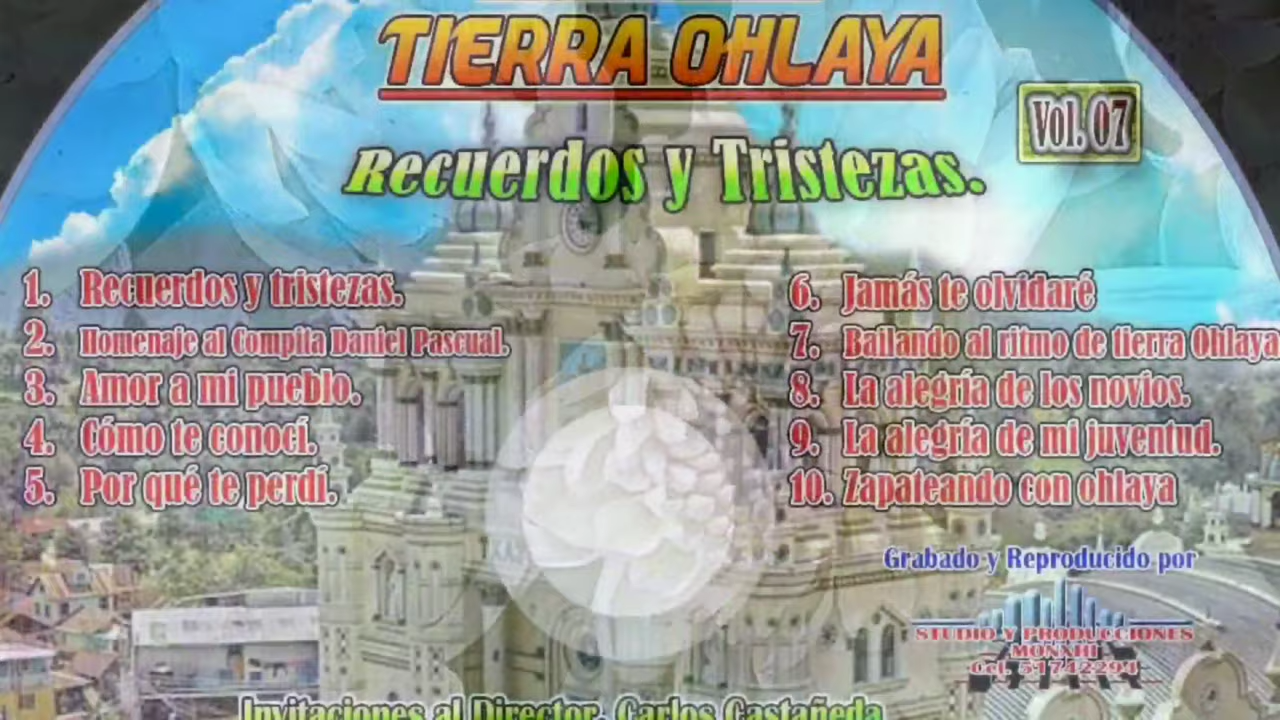 TIERRA OHLAYA
Vol. 07
Recuerdos y Tristezas.
1. Recuerdos y tristezas.
2. Homenaje al Compita Daniel Pascual.
3. Amor a mi pueblo.
4. Cómo te conocí.
5. Por qué te perdí.
6. Jamás te olvidaré
7. Bailando al ritmo de tierra Ohlaya
8. La alegría de los novios.
9. La alegría de mi juventud.
10. Zapateando con ohlaya
Grabado y Reproducido por
STUDIO Y PRODUCCIONES
Invitaciones al Director. Carlos Castañeda